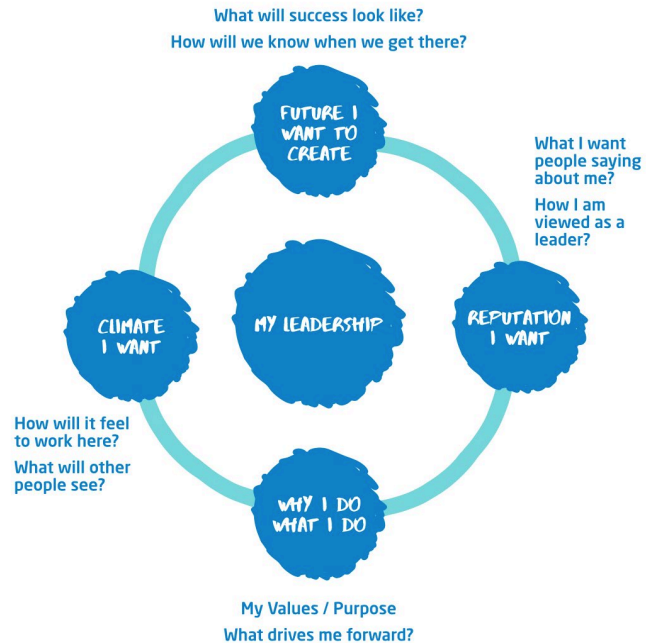 What will success look like?
How will we know when we get there?
FUTURE I
WANT TO
CREATE
What I want
people saying
about me?
How I am
viewed as a
leader?
CLIMATE
I WANT
MY LEADERSHIP
REPUTATION
I WANT
How will it feel
to work here?
What will other
people see?
WHY I DO
WHAT I DO
My Values / Purpose
What drives me forward?